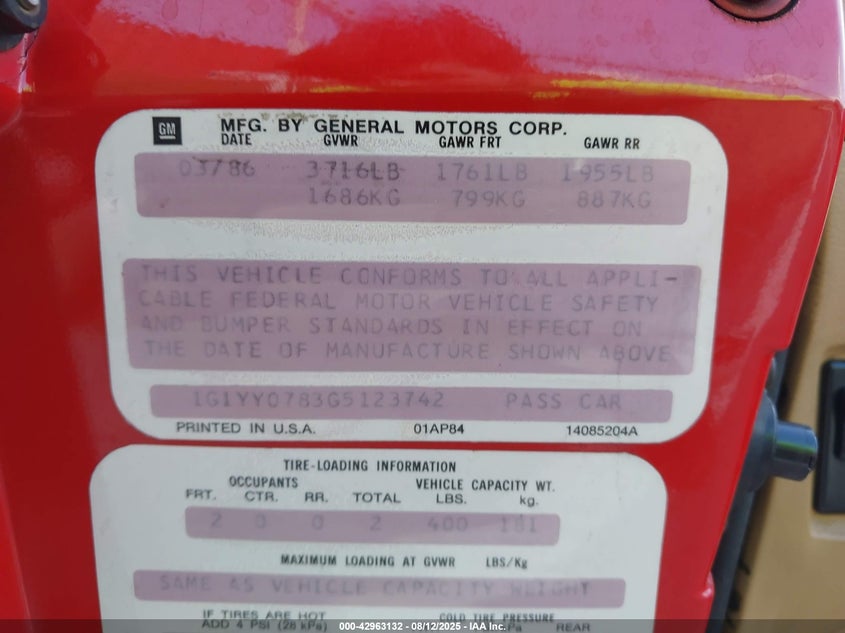 GM MFG. BY GENERAL MOTORS CORP.
DATE GVWR GAWR FRT GAWR RR
03/86 3716LB 1761LB 1955LB
1686KG 799KG 887KG
THIS VEHICLE CONFORMS TO ALL APPLI-
CABLE FEDERAL MOTOR VEHICLE SAFETY
AND BUMPER STANDARDS IN EFFECT ON
THE DATE OF MANUFACTURE SHOWN ABOVE
1G1YY0783G5123742 PASS CAR
PRINTED IN U.S.A. 01AP84 14085204A
TIRE-LOADING INFORMATION
OCCUPANTS VEHICLE CAPACITY WT.
FRT. CTR. RR. TOTAL LBS. kg.
2 0 0 2 400 181
MAXIMUM LOADING AT GVWR LBS/Kg
SAME AS VEHICLE CAPACITY WEIGHT
IF TIRES ARE HOT COLD TIRE PRESSURE
ADD 4 PSI (28 kPa) REAR
000-42963132 - 08/12/2025 - IAA Inc.